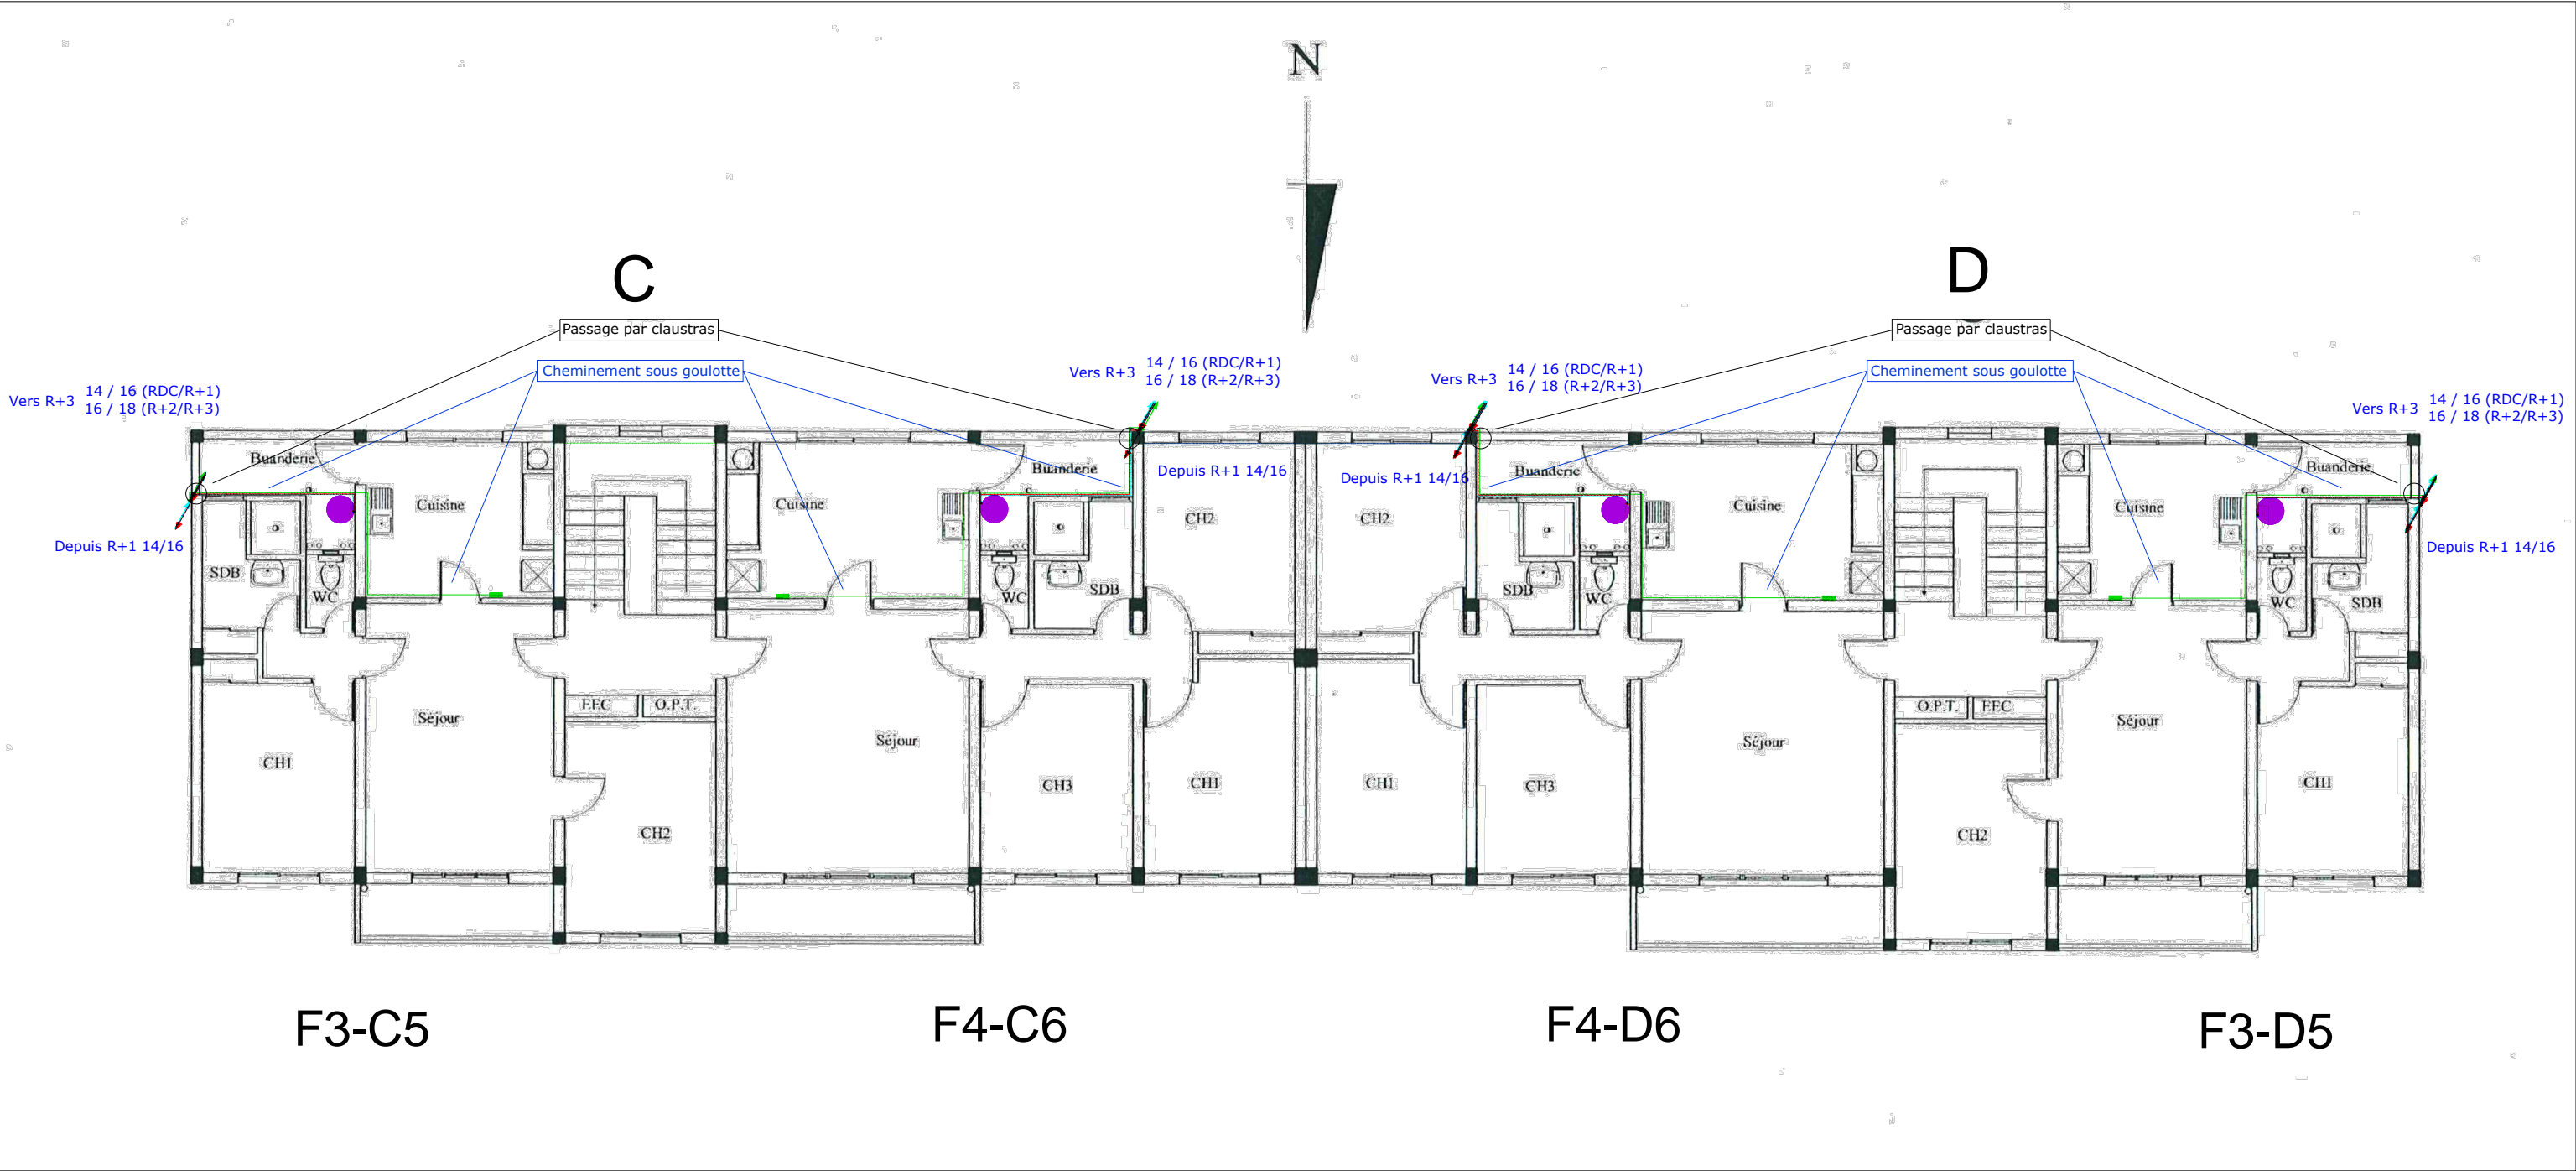 N
C
D
Passage par claustras
Passage par claustras
Cheminement sous goulotte
Cheminement sous goulotte
Vers R+3
14 / 16 (RDC/R+1)
16 / 18 (R+2/R+3)
Vers R+3
14 / 16 (RDC/R+1)
16 / 18 (R+2/R+3)
Vers R+3
14 / 16 (RDC/R+1)
16 / 18 (R+2/R+3)
Vers R+3
14 / 16 (RDC/R+1)
16 / 18 (R+2/R+3)
Buanderie
Buanderie
Buanderie
Buanderie
Depuis R+1 14/16
Depuis R+1 14/16
Depuis R+1 14/16
Depuis R+1 14/16
Cuisine
Cuisine
Cuisine
Cuisine
CH2
CH2
SDB
WC
WC
SDB
SDB
WC
WC
SDB
EEC
O.P.T.
O.P.T.
EEC
Séjour
Séjour
Séjour
Séjour
CH1
CH2
CH3
CH1
CH1
CH3
CH2
CH1
F3-C5
F4-C6
F4-D6
F3-D5